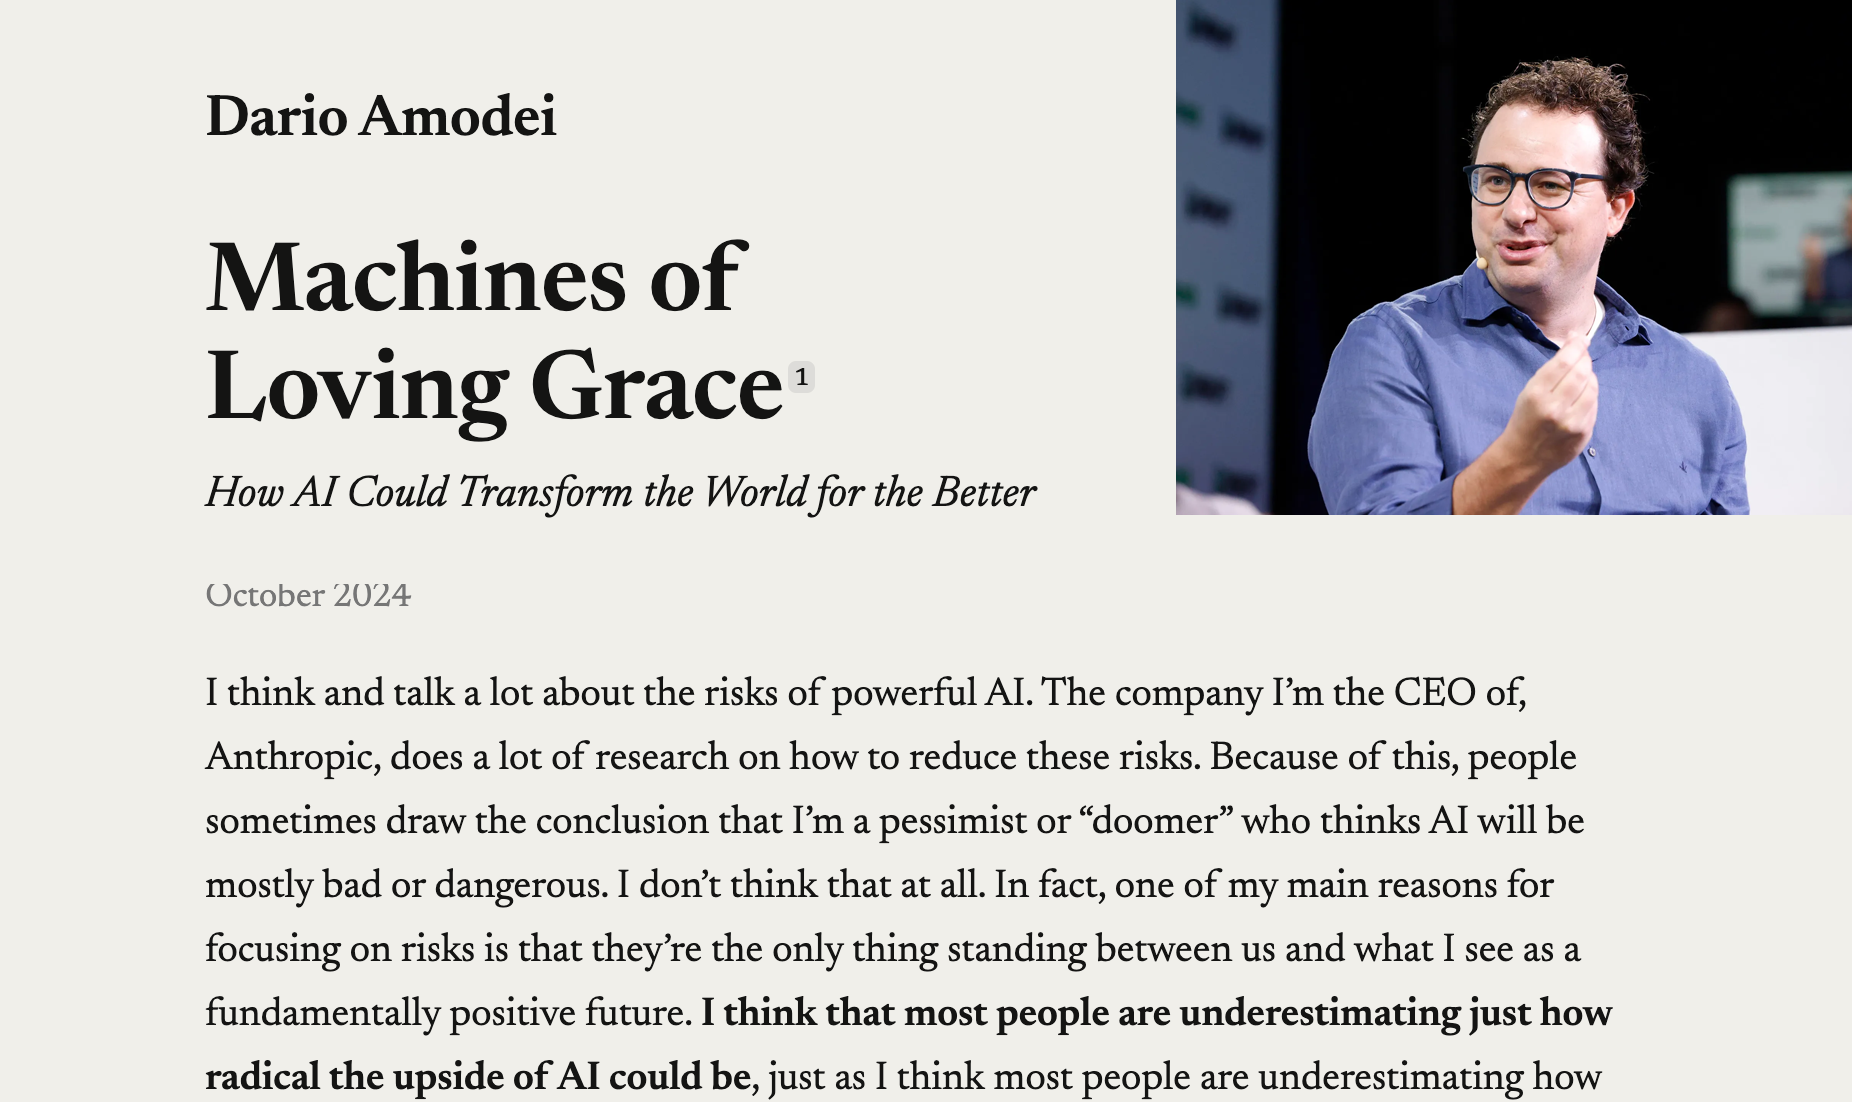 Dario Amodei
Machines of
Loving Grace 1
How AI Could Transform the World for the Better
October 2024
I think and talk a lot about the risks of powerful AI. The company I’m the CEO of,
Anthropic, does a lot of research on how to reduce these risks. Because of this, people
sometimes draw the conclusion that I’m a pessimist or “doomer” who thinks AI will be
mostly bad or dangerous. I don’t think that at all. In fact, one of my main reasons for
focusing on risks is that they’re the only thing standing between us and what I see as a
fundamentally positive future. I think that most people are underestimating just how
radical the upside of AI could be, just as I think most people are underestimating how